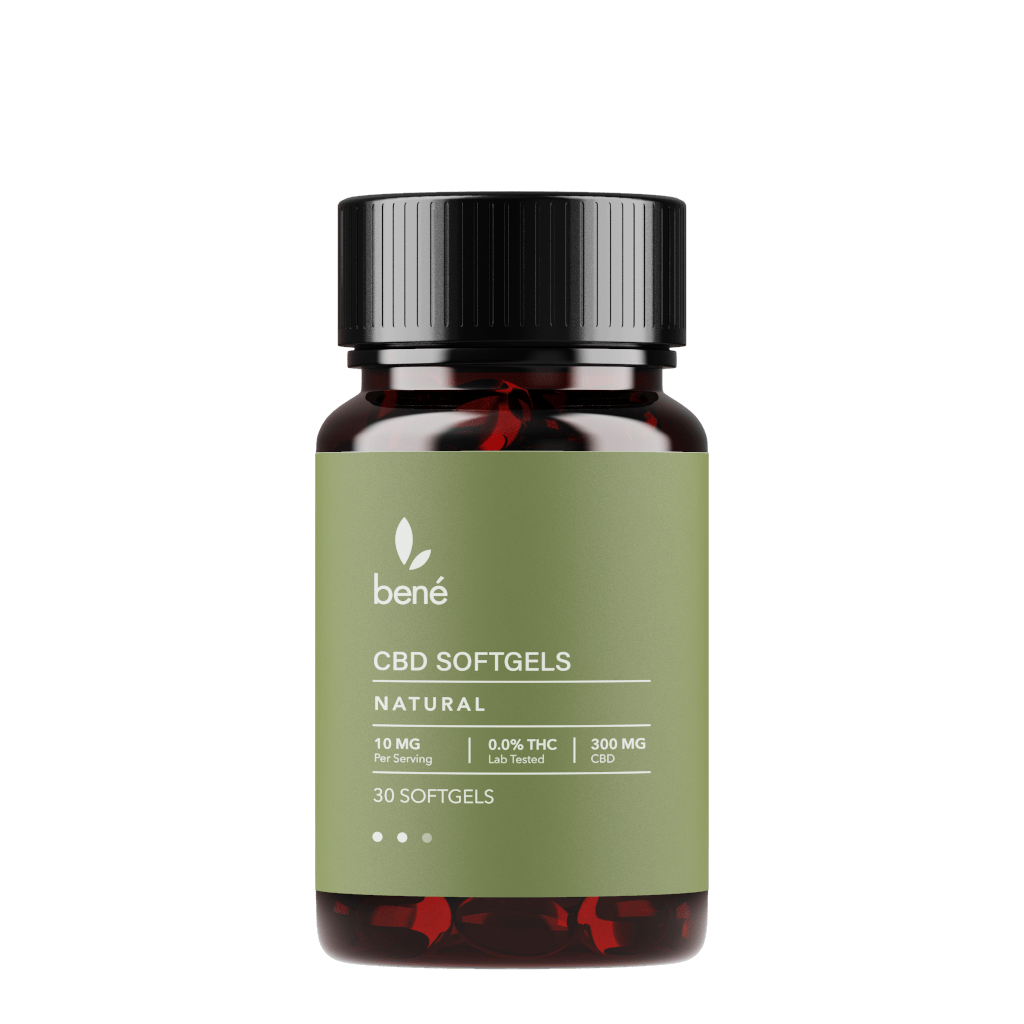 bené
CBD SOFTGELS
NATURAL
10 MG
Per Serving
0.0% THC
Lab Tested
300 MG
CBD
30 SOFTGELS